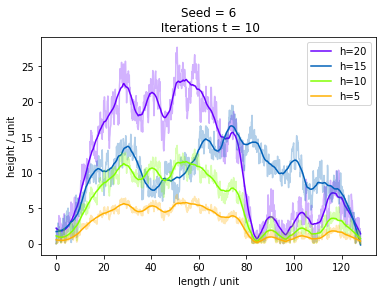 Seed = 6
Iterations t = 10
height / unit
25
20
15
10
5
0
h=20
h=15
h=10
h=5
0
20
40
60
80
100
120
length / unit